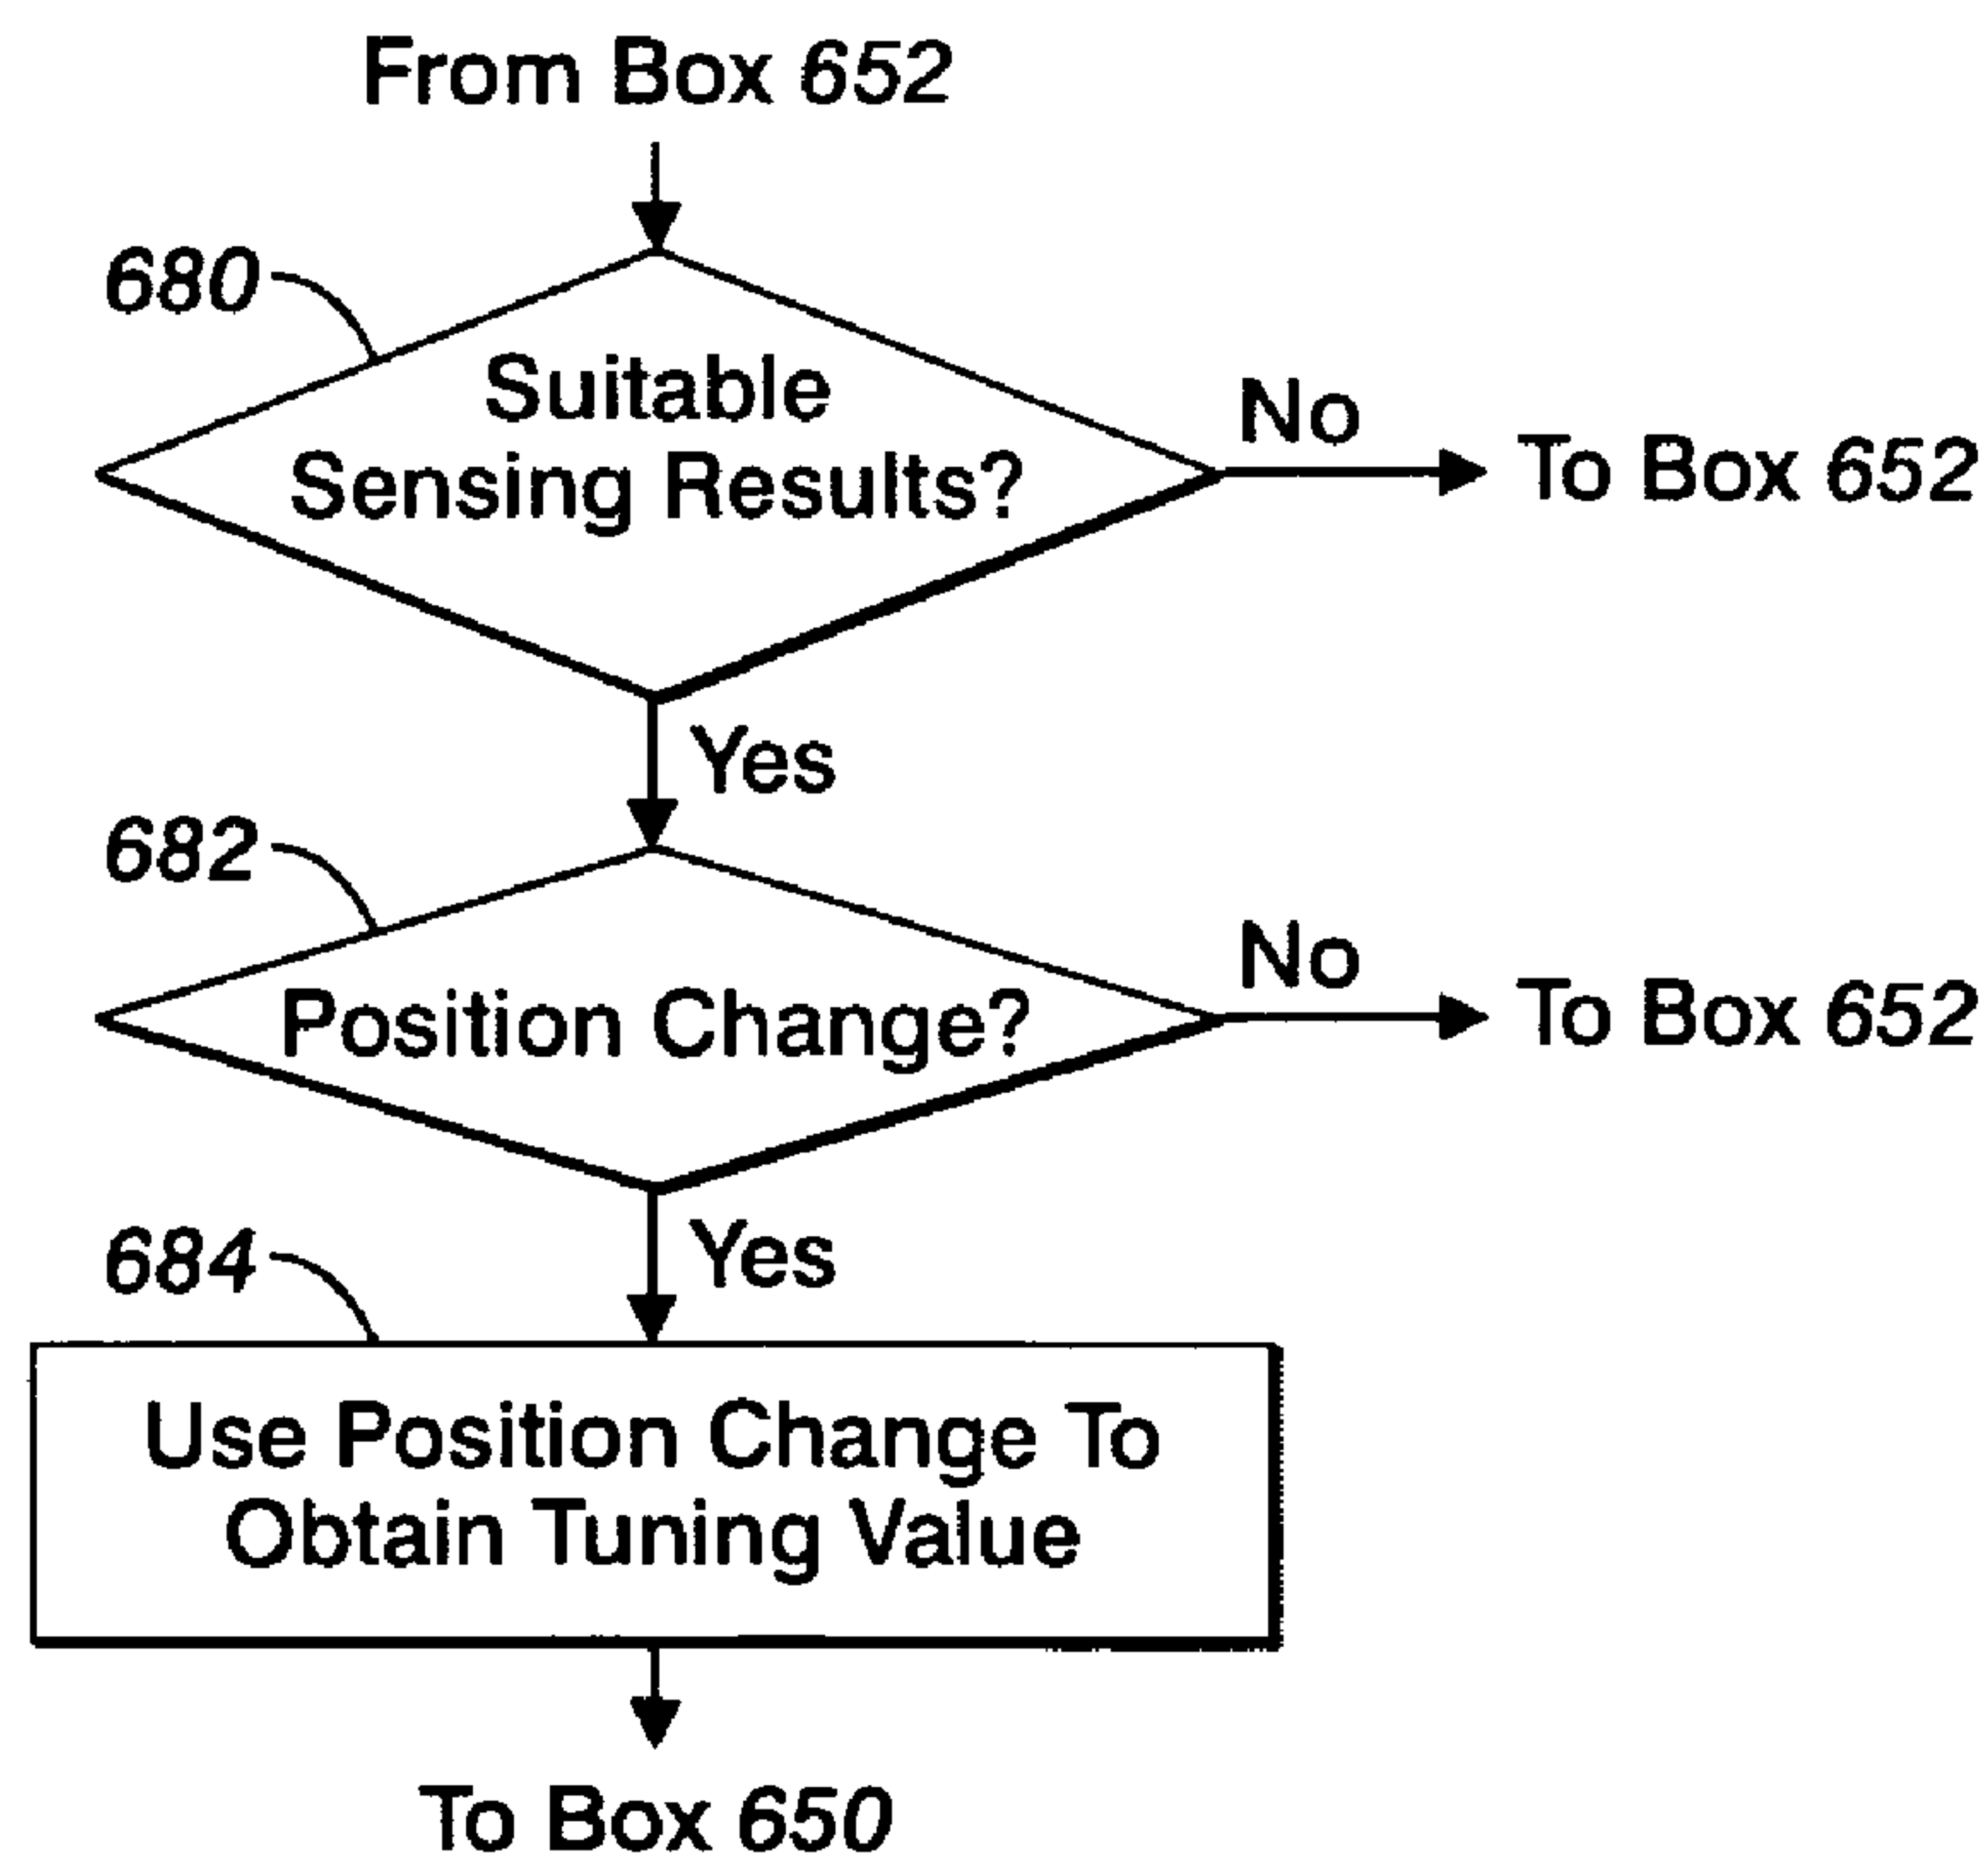 From Box 652
680
Suitable
Sensing Results?
No
To Box 652
Yes
682
Position Change?
No
To Box 652
Yes
684
Use Position Change To
Obtain Tuning Value
To Box 650